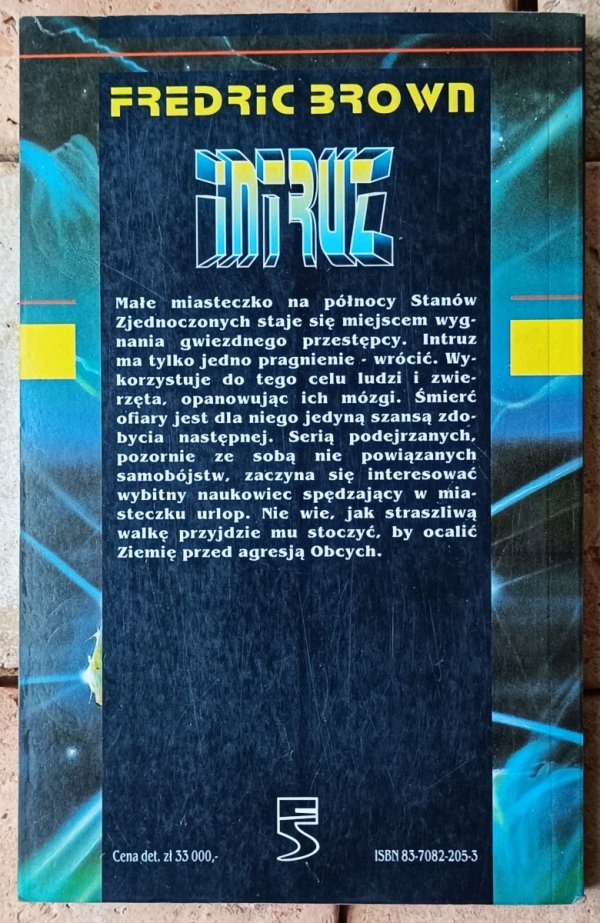 FREDRIC BROWN
INTRUZ
Małe miasteczko na północy Stanów
Zjednoczonych staje się miejscem wyg-
nania gwiezdnego przestępcy. Intruz
ma tylko jedno pragnienie - wrócić. Wy-
korzystuje do tego celu ludzi i zwie-
rzęta, opanowując ich mózgi. Śmierć
ofiary jest dla niego jedyną szansą zdo-
bycia następnej. Serią podejrzanych,
pozornie ze sobą nie powiązanych
samobójstw, zaczyna się interesować
wybitny naukowiec spędzający w mia-
steczku urlop. Nie wie, jak straszliwą
walkę przyjdzie mu stoczyć, by ocalić
Ziemię przed agresją Obcych.
Cena det. zł 33 000,-
ISBN 83-7082-205-3